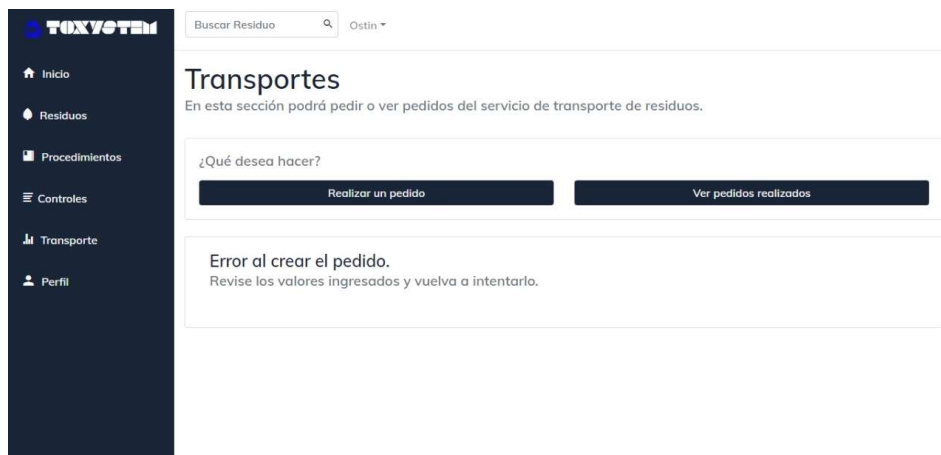 TOXYSTEM
Buscar Residuo
Ostin
Inicio
Residuos
Procedimientos
Controles
Transporte
Perfil
Transportes
En esta sección podrá pedir o ver pedidos del servicio de transporte de residuos.
¿Qué desea hacer?
Realizar un pedido
Ver pedidos realizados
Error al crear el pedido.
Revise los valores ingresados y vuelva a intentarlo.